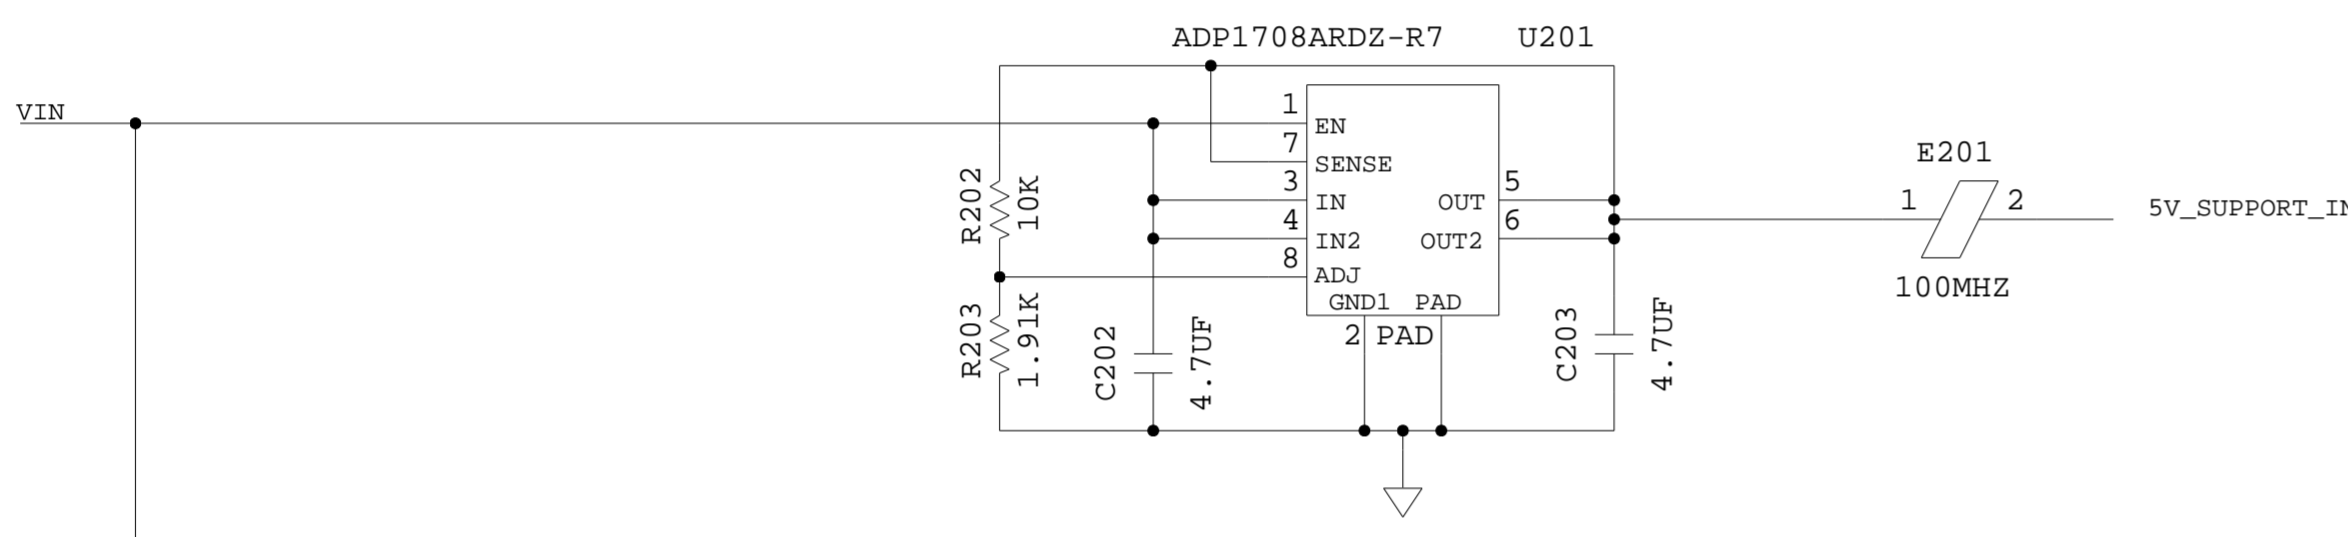 ADP1708ARDZ-R7 U201
VIN
1
EN
7
SENSE
3
IN
4
IN2
8
ADJ
OUT
5
OUT2
6
GND1 PAD
2 PAD
R202
10K
R203
1.91K
C202
4.7UF
C203
4.7UF
E201
1 2
100MHZ
5V_SUPPORT_IN